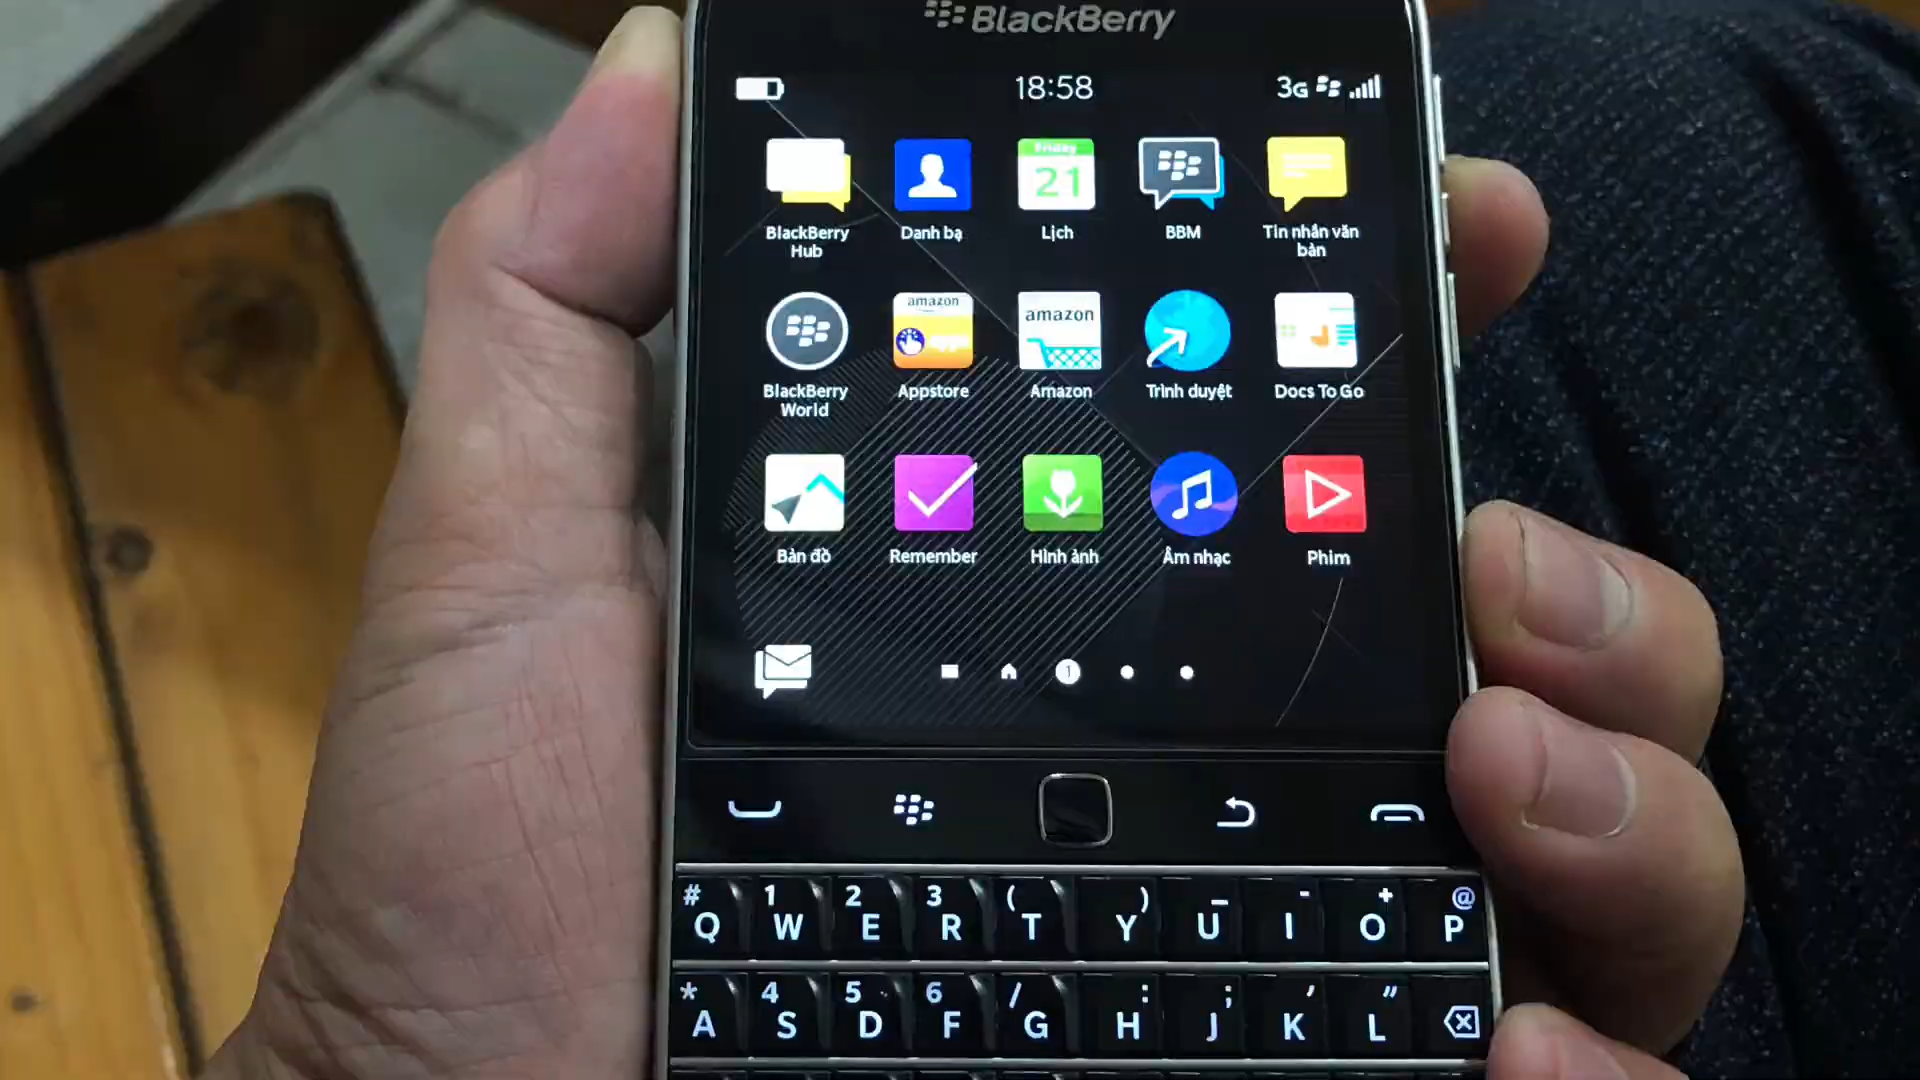 BlackBerry
18:58
3G
Friday
21
BlackBerry
Hub
Danh bạ
Lịch
BBM
Tin nhắn văn
bản
amazon
apps
amazon
BlackBerry
World
Appstore
Amazon
Trình duyệt
Docs To Go
Bản đồ
Remember
Hình ảnh
Âm nhạc
Phim
1
# 1 2 3 ( ) _ - + @
Q W E R T Y U I O P
* 4 5 6 / : ; ’ ”
A S D F G H J K L